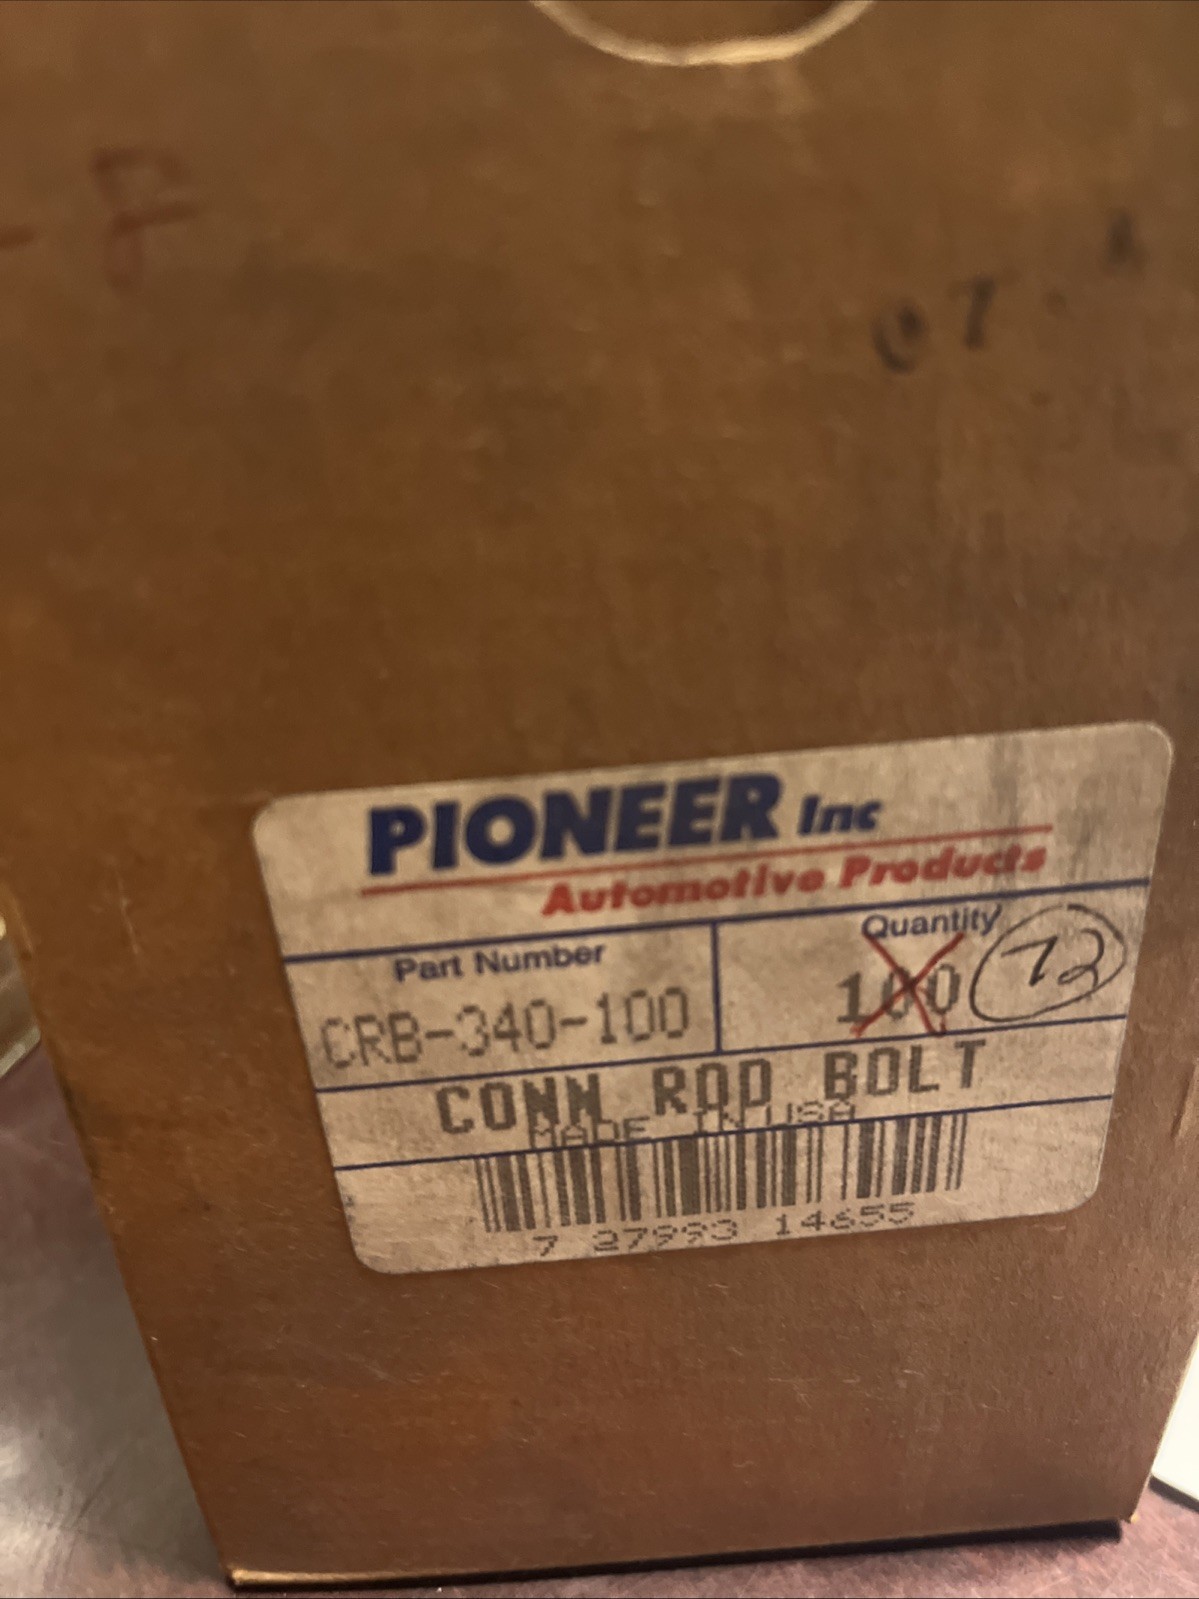 PIONEER Inc
Automotive Products
Part Number
CRB-340-100
Quantity
100
72
CONN ROD BOLT
MADE IN USA
7 27993 14655